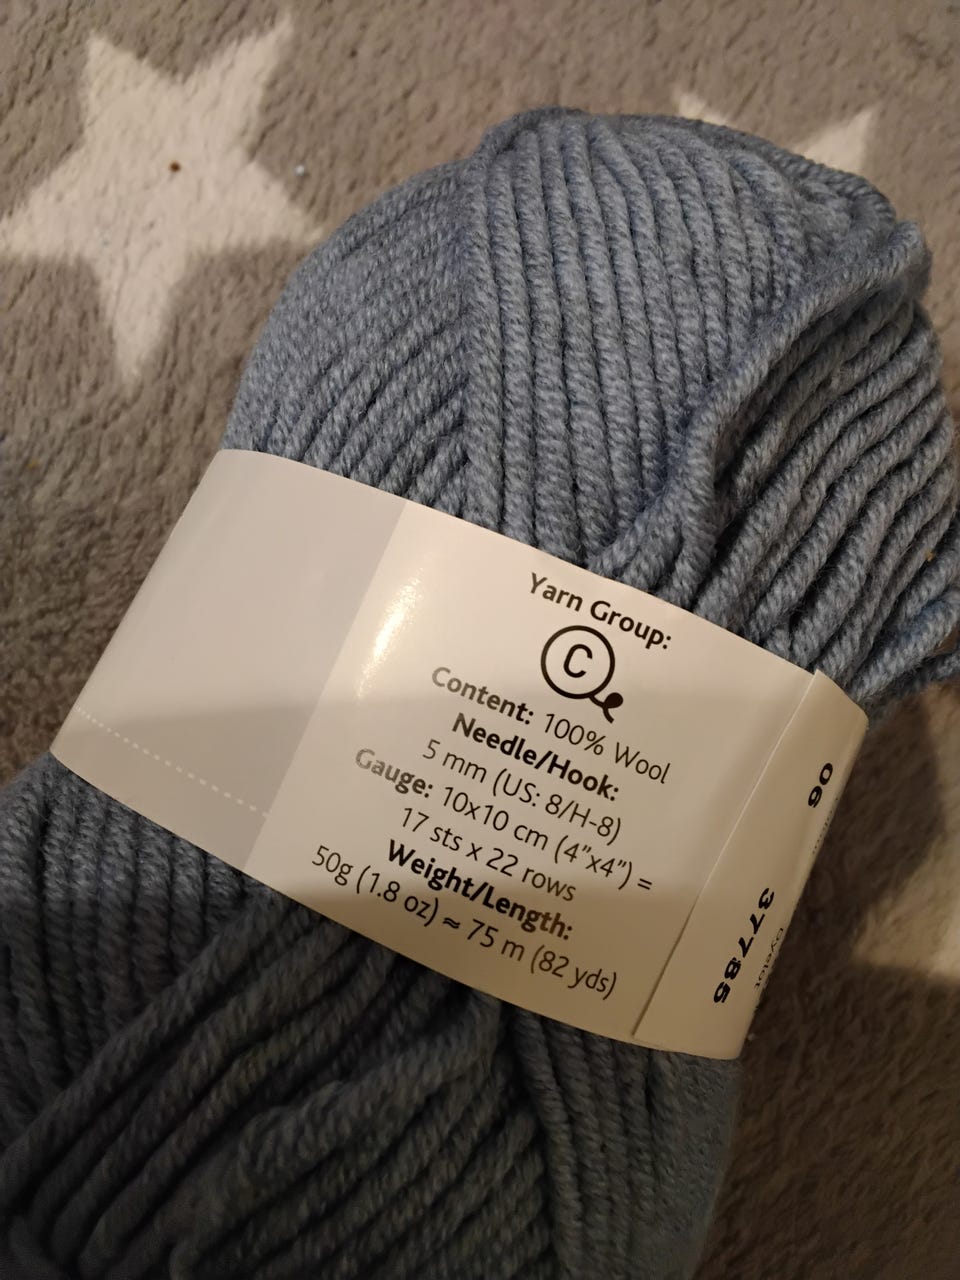 Yarn Group:
C
Content: 100% Wool
Needle/Hook:
5 mm (US: 8/H-8)
Gauge: 10x10 cm (4”x4”) =
17 sts x 22 rows
Weight/Length:
50g (1.8 oz) ≈ 75 m (82 yds)
06
37785